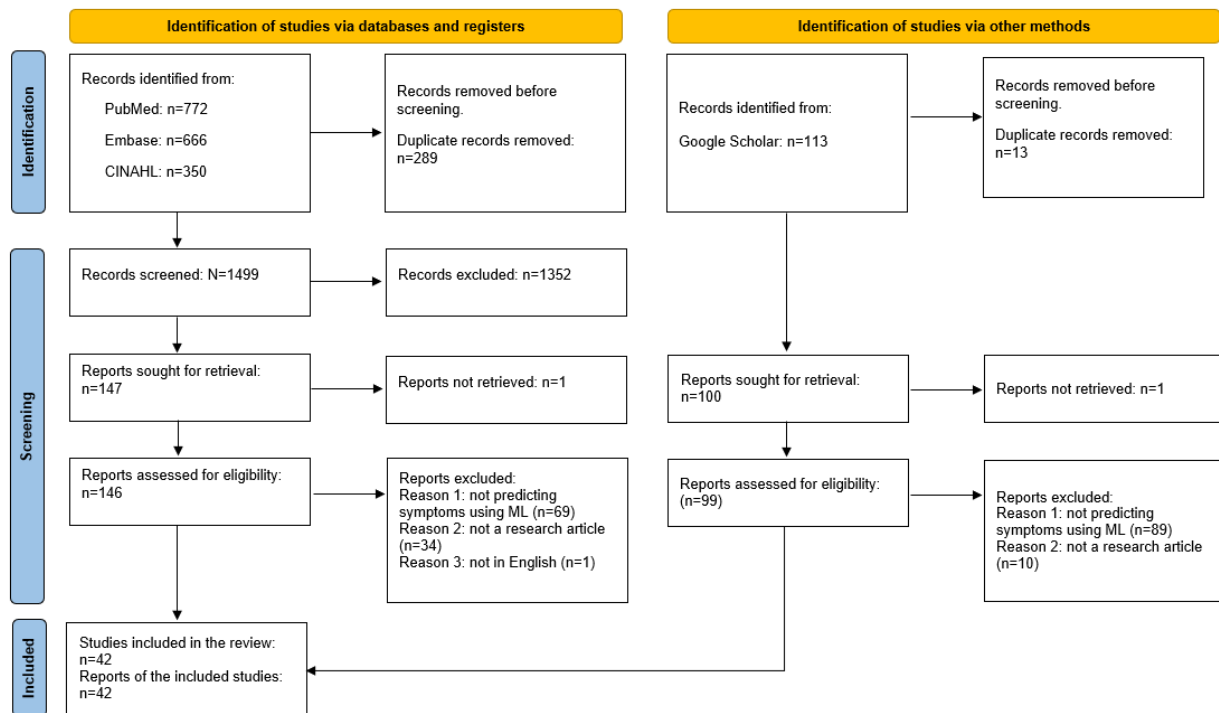 Identification of studies via databases and registers
Identification of studies via other methods
Identification
Records identified from:
PubMed: n=772
Embase: n=666
CINAHL: n=350
Records removed before
screening.
Duplicate records removed:
n=289
Records identified from:
Google Scholar: n=113
Records removed before
screening.
Duplicate records removed:
n=13
Screening
Records screened: N=1499
Records excluded: n=1352
Reports sought for retrieval:
n=147
Reports not retrieved: n=1
Reports sought for retrieval:
n=100
Reports not retrieved: n=1
Reports assessed for eligibility:
n=146
Reports excluded:
Reason 1: not predicting
symptoms using ML (n=69)
Reason 2: not a research article
(n=34)
Reason 3: not in English (n=1)
Reports assessed for eligibility:
(n=99)
Reports excluded:
Reason 1: not predicting
symptoms using ML (n=89)
Reason 2: not a research article
(n=10)
Included
Studies included in the review:
n=42
Reports of the included studies:
n=42